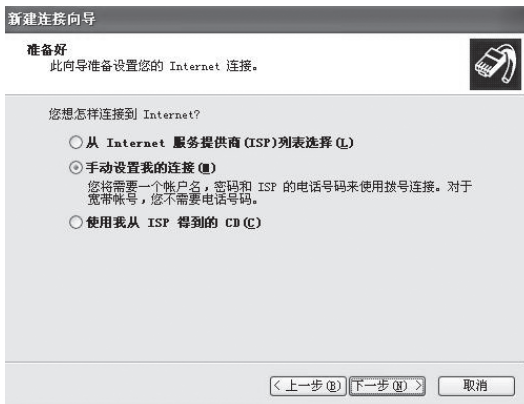 新建连接向导
准备好
此向导准备设置您的 Internet 连接。
您想怎样连接到 Internet?
从 Internet 服务提供商(ISP)列表选择(L)
手动设置我的连接(M)
您将需要一个帐户名，密码和 ISP 的电话号码来使用拨号连接。对于
宽带帐号，您不需要电话号码。
使用我从 ISP 得到的 CD(C)
< 上一步(B) 下一步(N) > 取消